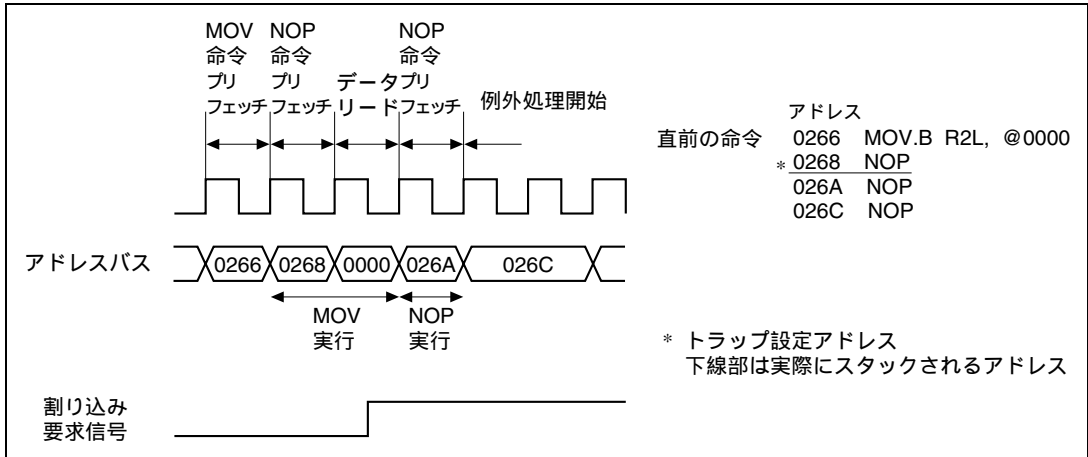 MOV NOP NOP
命令 命令 命令
プリ プリ データ プリ
フェッチ フェッチ リード フェッチ 例外処理開始
アドレス
直前の命令 0266 MOV.B R2L, @0000
* 0268 NOP
026A NOP
026C NOP
アドレスバス 0266 0268 0000 026A 026C
MOV NOP
実行 実行
* トラップ設定アドレス
下線部は実際にスタックされるアドレス
割り込み
要求信号